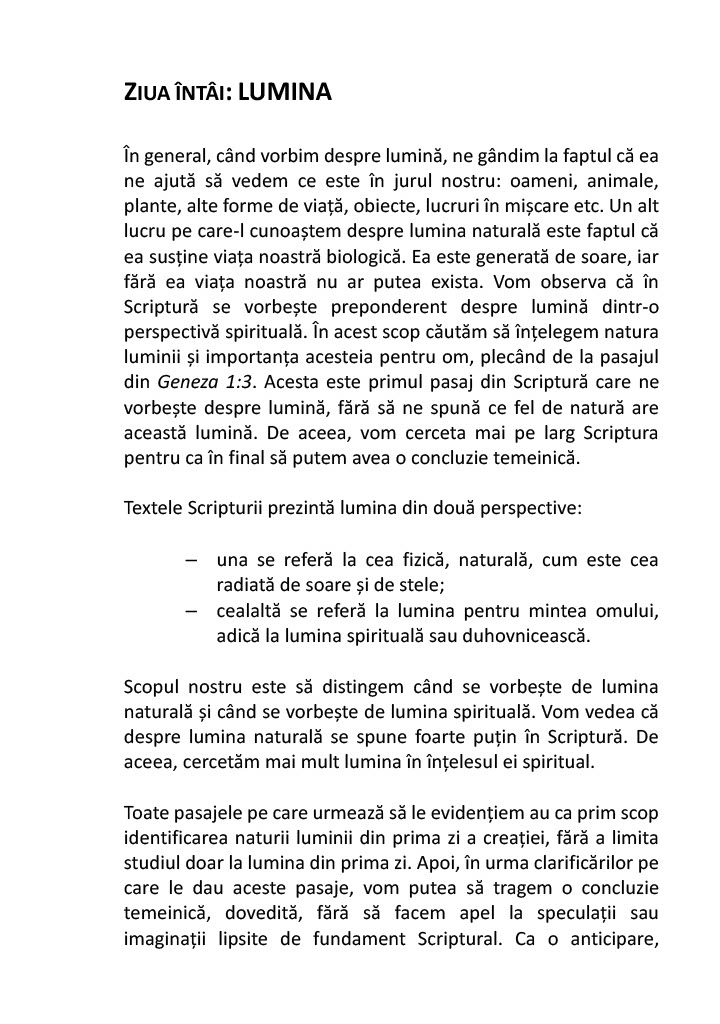 ZIUA ÎNTÂI: LUMINA
În general, când vorbim despre lumină, ne gândim la faptul că ea
ne ajută să vedem ce este în jurul nostru: oameni, animale,
plante, alte forme de viață, obiecte, lucruri în mișcare etc. Un alt
lucru pe care-l cunoaștem despre lumina naturală este faptul că
ea susține viața noastră biologică. Ea este generată de soare, iar
fără ea viața noastră nu ar putea exista. Vom observa că în
Scriptură se vorbește preponderent despre lumină dintr-o
perspectivă spirituală. În acest scop căutăm să înțelegem natura
luminii și importanța acesteia pentru om, plecând de la pasajul
din Geneza 1:3. Acesta este primul pasaj din Scriptură care ne
vorbește despre lumină, fără să ne spună ce fel de natură are
această lumină. De aceea, vom cerceta mai pe larg Scriptura
pentru ca în final să putem avea o concluzie temeinică.
Textele Scripturii prezintă lumina din două perspective:
– una se referă la cea fizică, naturală, cum este cea
radiată de soare și de stele;
– cealaltă se referă la lumina pentru mintea omului,
adică la lumina spirituală sau duhovnicească.
Scopul nostru este să distingem când se vorbește de lumina
naturală și când se vorbește de lumina spirituală. Vom vedea că
despre lumina naturală se spune foarte puțin în Scriptură. De
aceea, cercetăm mai mult lumina în înțelesul ei spiritual.
Toate pasajele pe care urmează să le evidențiem au ca prim scop
identificarea naturii luminii din prima zi a creației, fără a limita
studiul doar la lumina din prima zi. Apoi, în urma clarificărilor pe
care le dau aceste pasaje, vom putea să tragem o concluzie
temeinică, dovedită, fără să facem apel la speculații sau
imaginații lipsite de fundament Scriptural. Ca o anticipare,